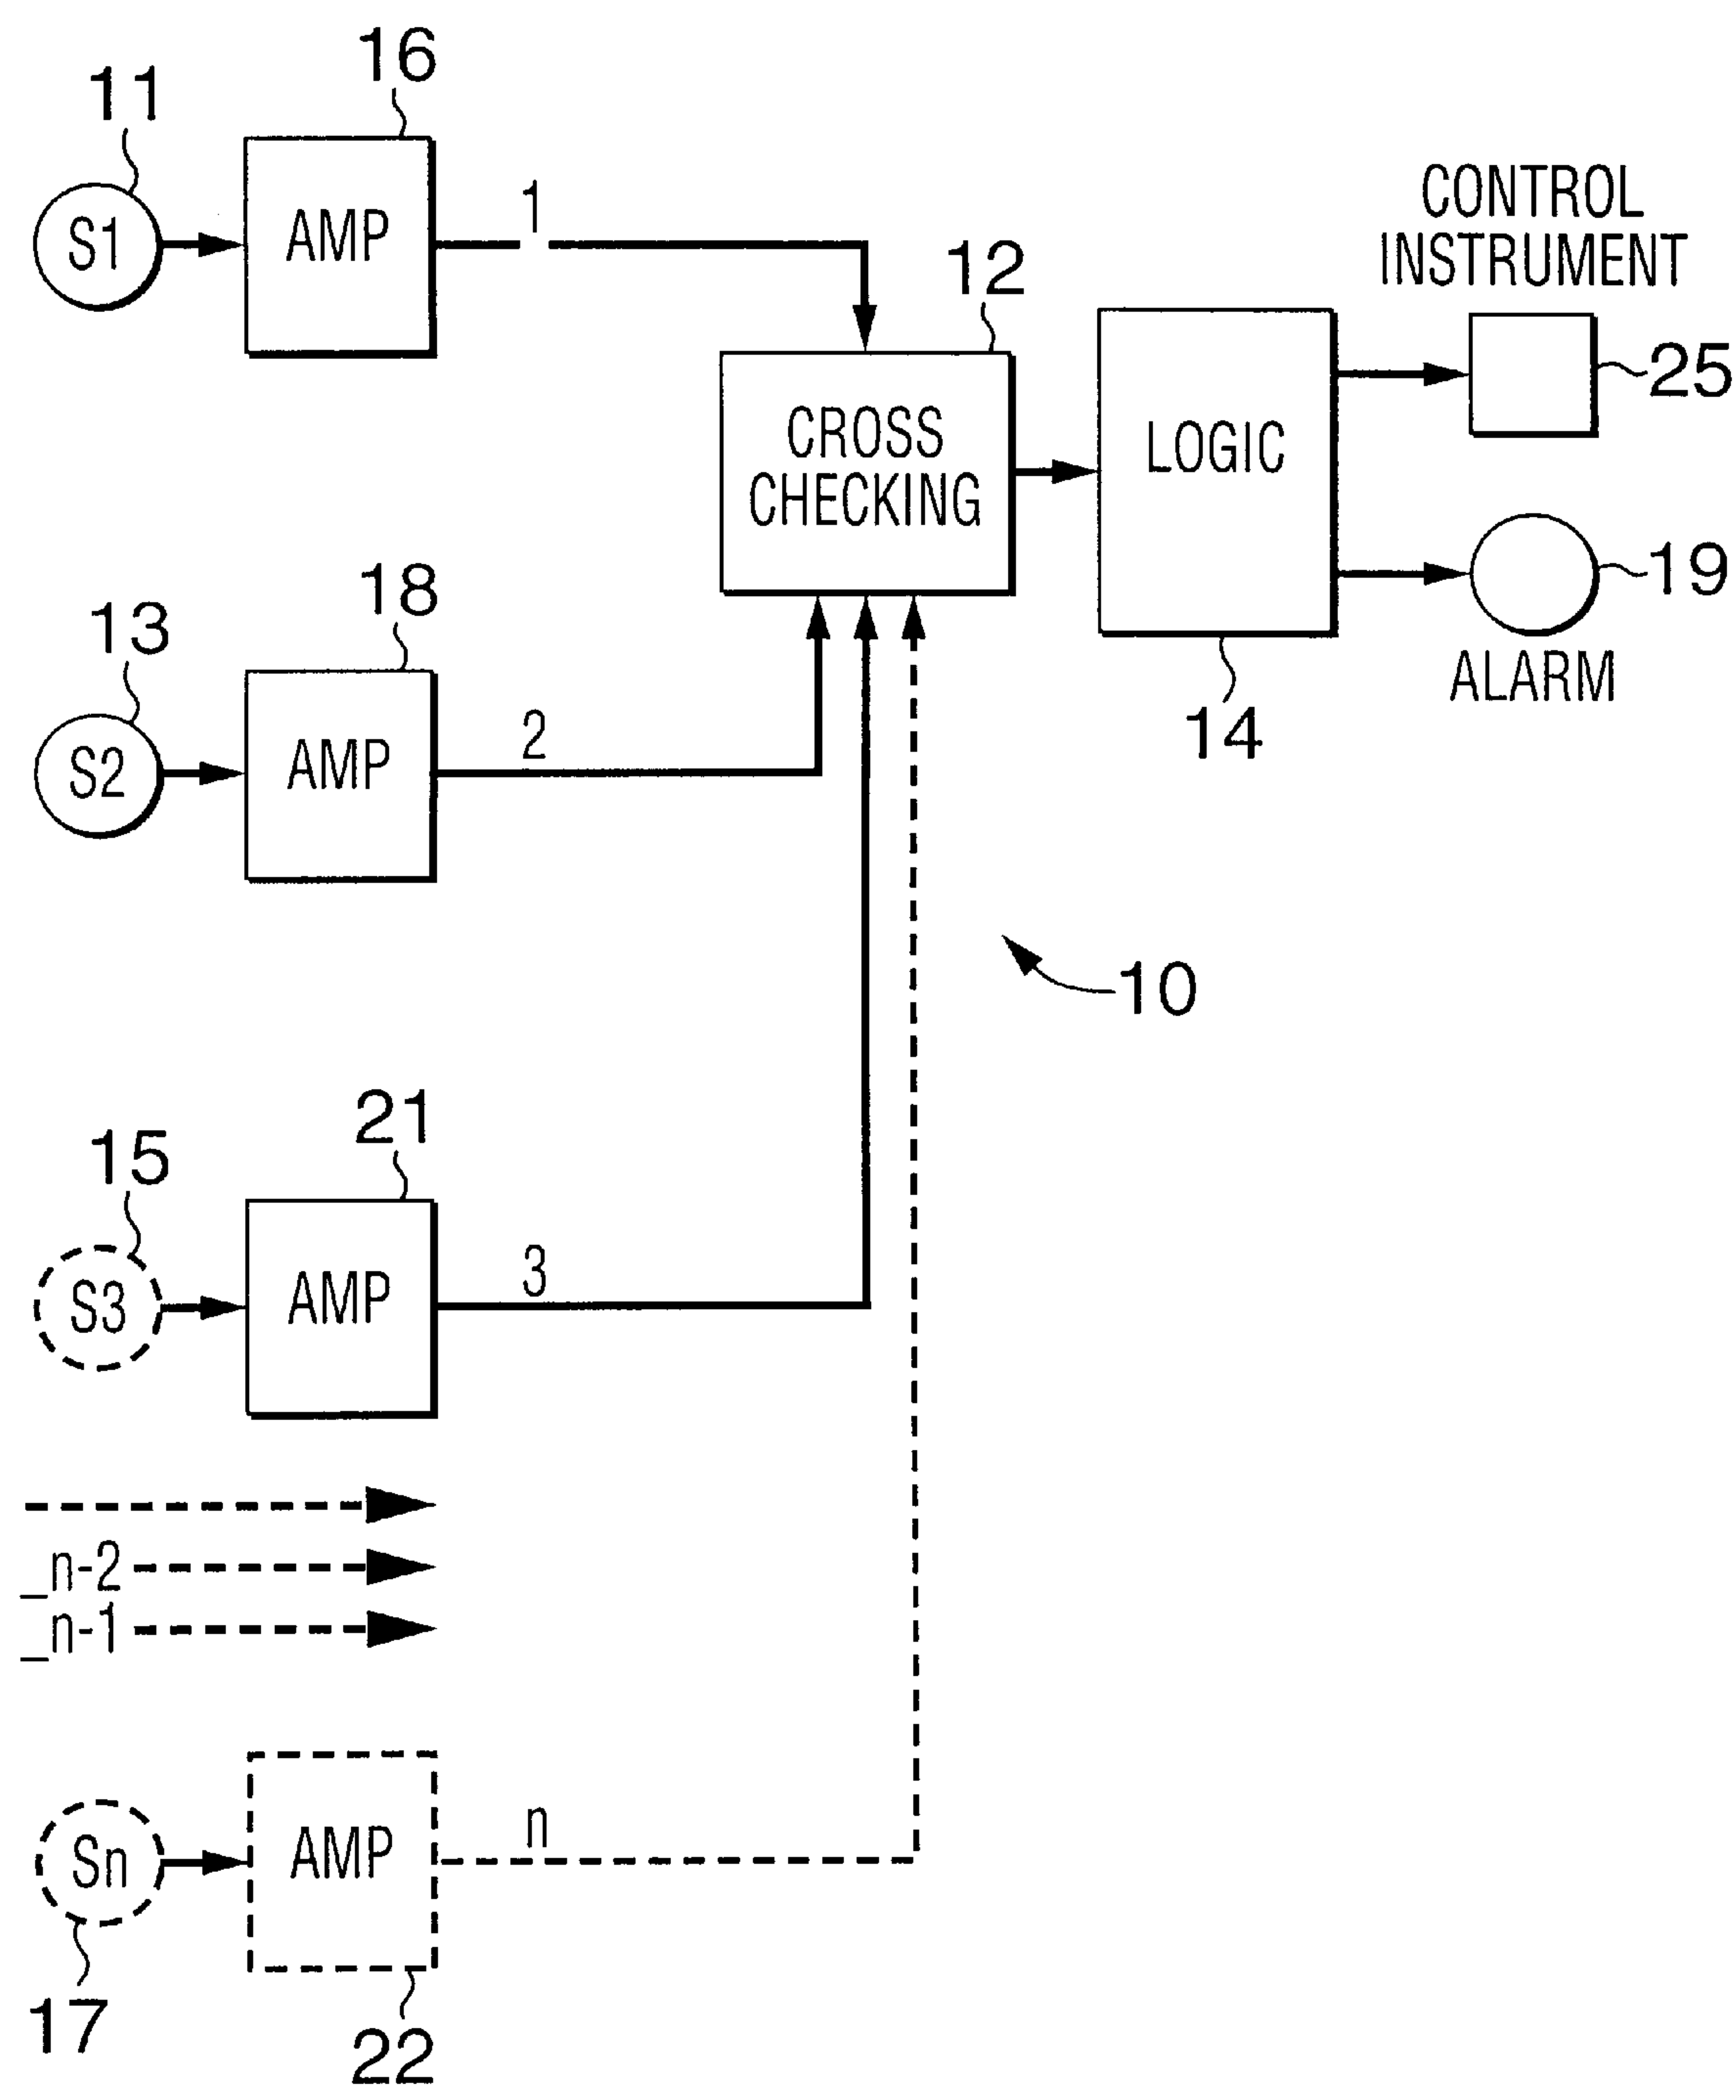 16
11
S1
AMP
1
CONTROL
INSTRUMENT
12
25
CROSS
CHECKING
LOGIC
18
19
13
ALARM
S2
AMP
2
14
10
21
15
S3
AMP
3
_n-2
_n-1
Sn
AMP
n
17
22